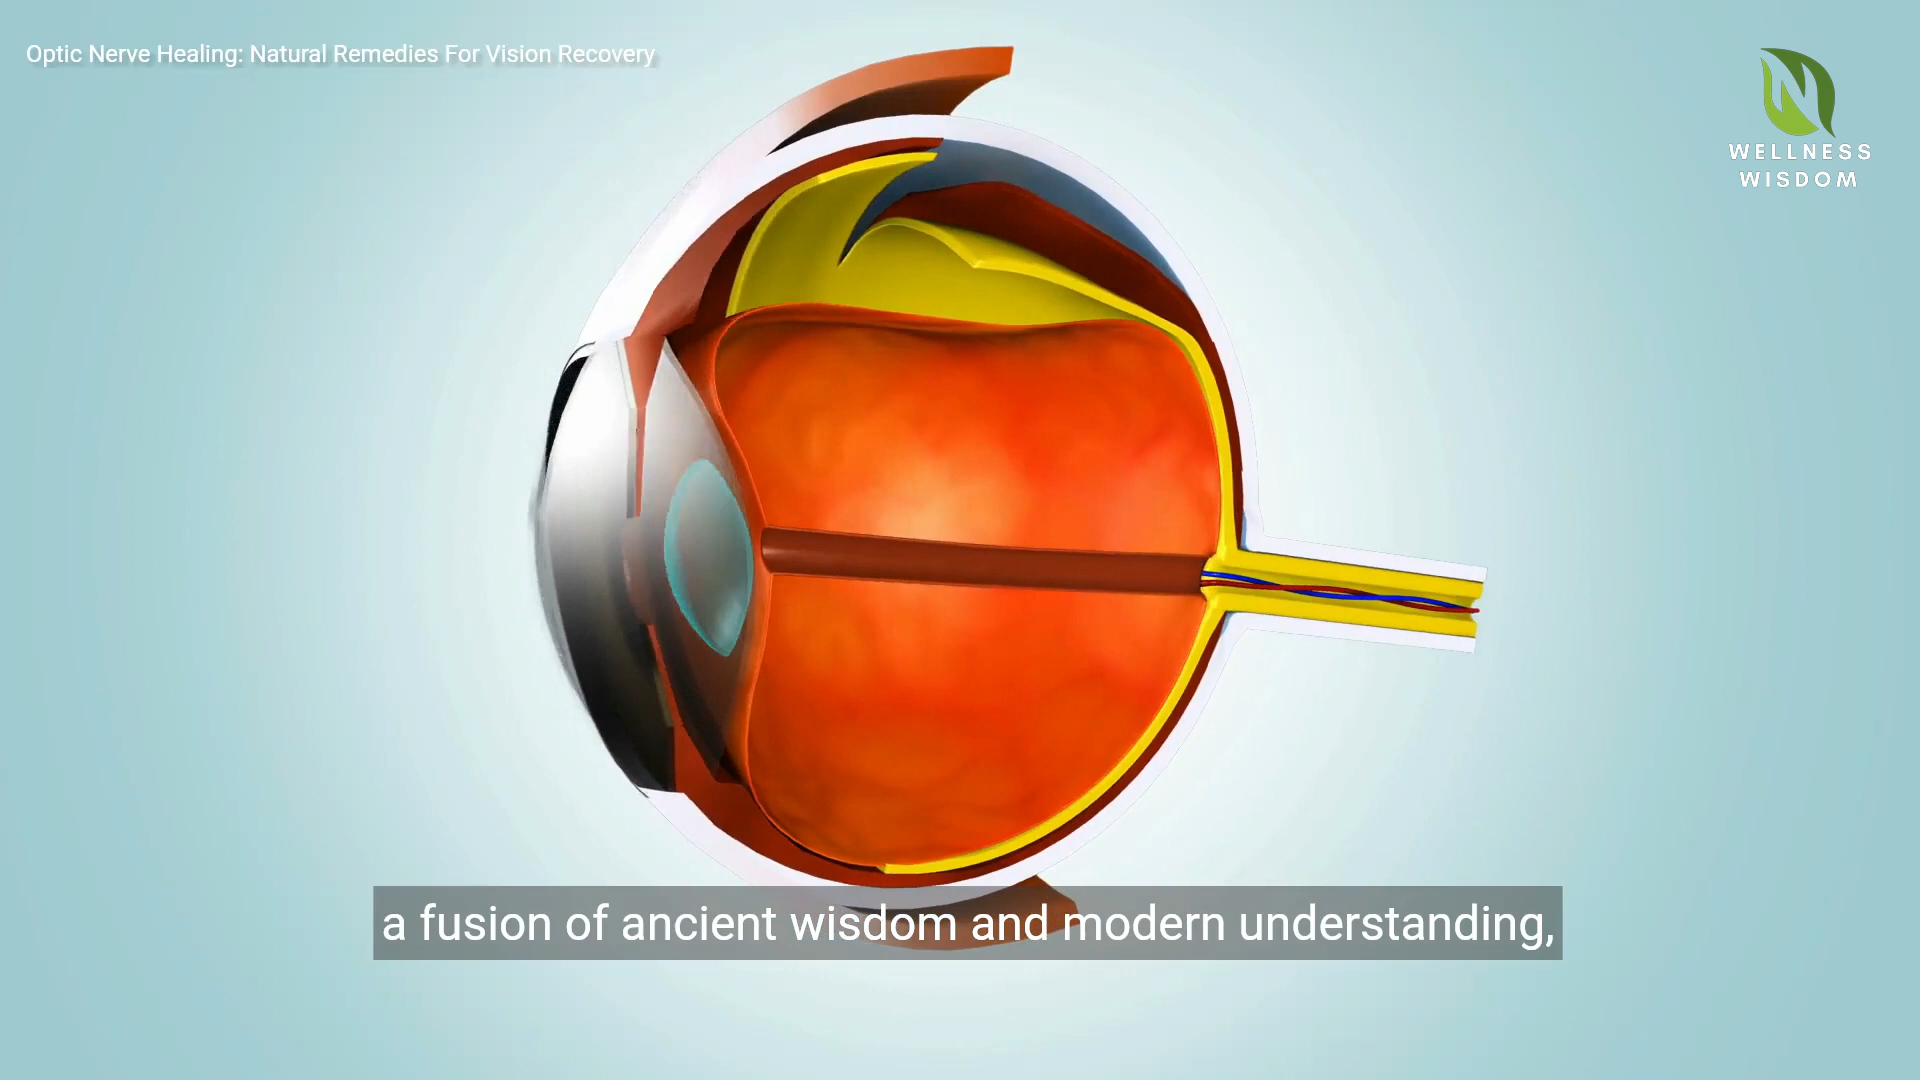 Optic Nerve Healing: Natural Remedies For Vision Recovery
WELLNESS
WISDOM
a fusion of ancient wisdom and modern understanding,